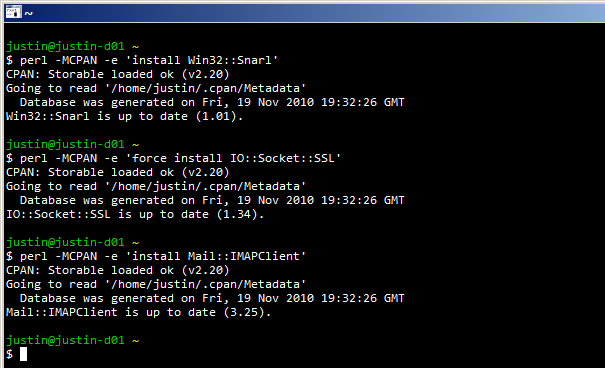 ~
justin@justin-d01 ~
$ perl -MCPAN -e 'install Win32::Snarl'
CPAN: Storable loaded ok (v2.20)
Going to read '/home/justin/.cpan/Metadata'
  Database was generated on Fri, 19 Nov 2010 19:32:26 GMT
Win32::Snarl is up to date (1.01).
justin@justin-d01 ~
$ perl -MCPAN -e 'force install IO::Socket::SSL'
CPAN: Storable loaded ok (v2.20)
Going to read '/home/justin/.cpan/Metadata'
  Database was generated on Fri, 19 Nov 2010 19:32:26 GMT
IO::Socket::SSL is up to date (1.34).
justin@justin-d01 ~
$ perl -MCPAN -e 'install Mail::IMAPClient'
CPAN: Storable loaded ok (v2.20)
Going to read '/home/justin/.cpan/Metadata'
  Database was generated on Fri, 19 Nov 2010 19:32:26 GMT
Mail::IMAPClient is up to date (3.25).
justin@justin-d01 ~
$